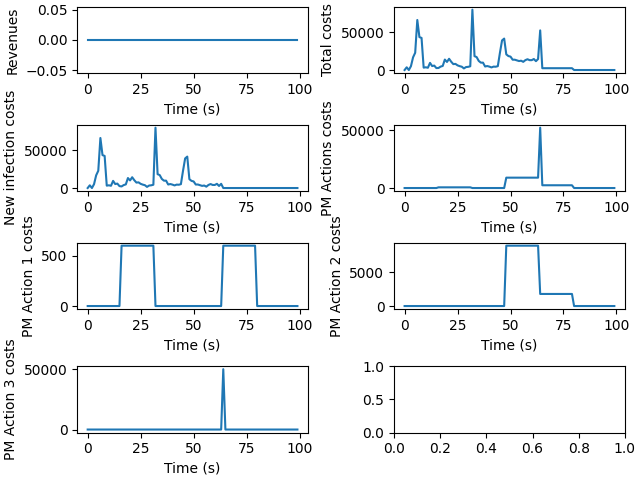 Revenues
0.05
0.00
−0.05
0 25 50 75 100
Time (s)
Total costs
50000
0
0 25 50 75 100
Time (s)
New infection costs
50000
0
0 25 50 75 100
Time (s)
PM Actions costs
50000
0
0 25 50 75 100
Time (s)
PM Action 1 costs
500
0
0 25 50 75 100
Time (s)
PM Action 2 costs
5000
0
0 25 50 75 100
Time (s)
PM Action 3 costs
50000
0
0 25 50 75 100
Time (s)
1.0
0.5
0.0
0.0 0.2 0.4 0.6 0.8 1.0